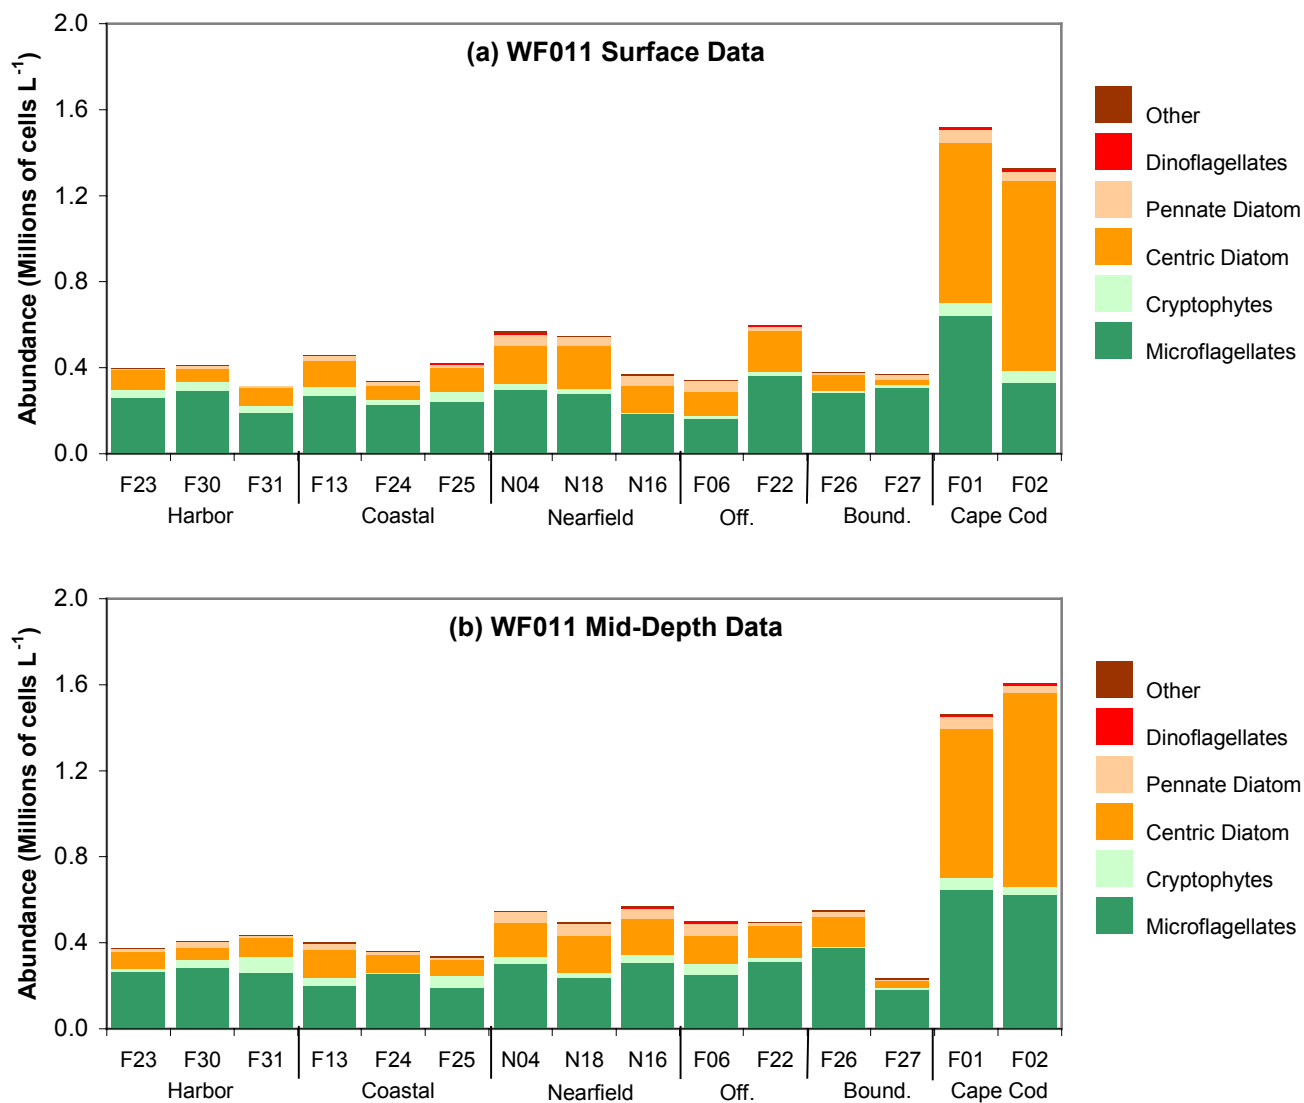 (a) WF011 Surface Data
Abundance (Millions of cells L-1)
2.0
1.6
1.2
0.8
0.4
0.0
F23 F30 F31 F13 F24 F25 N04 N18 N16 F06 F22 F26 F27 F01 F02
Harbor Coastal Nearfield Off. Bound. Cape Cod
Other
Dinoflagellates
Pennate Diatom
Centric Diatom
Cryptophytes
Microflagellates
(b) WF011 Mid-Depth Data
Abundance (Millions of cells L-1)
2.0
1.6
1.2
0.8
0.4
0.0
F23 F30 F31 F13 F24 F25 N04 N18 N16 F06 F22 F26 F27 F01 F02
Harbor Coastal Nearfield Off. Bound. Cape Cod
Other
Dinoflagellates
Pennate Diatom
Centric Diatom
Cryptophytes
Microflagellates